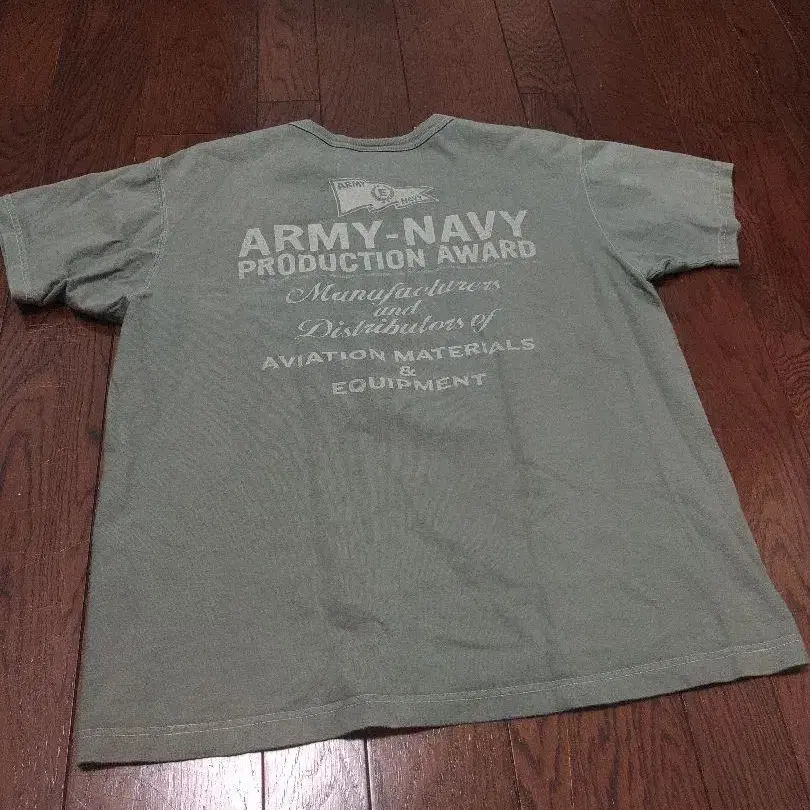 ARMY E NAVY
ARMY-NAVY
PRODUCTION AWARD
Manufacturers
and
Distributors of
AVIATION MATERIALS
&
EQUIPMENT